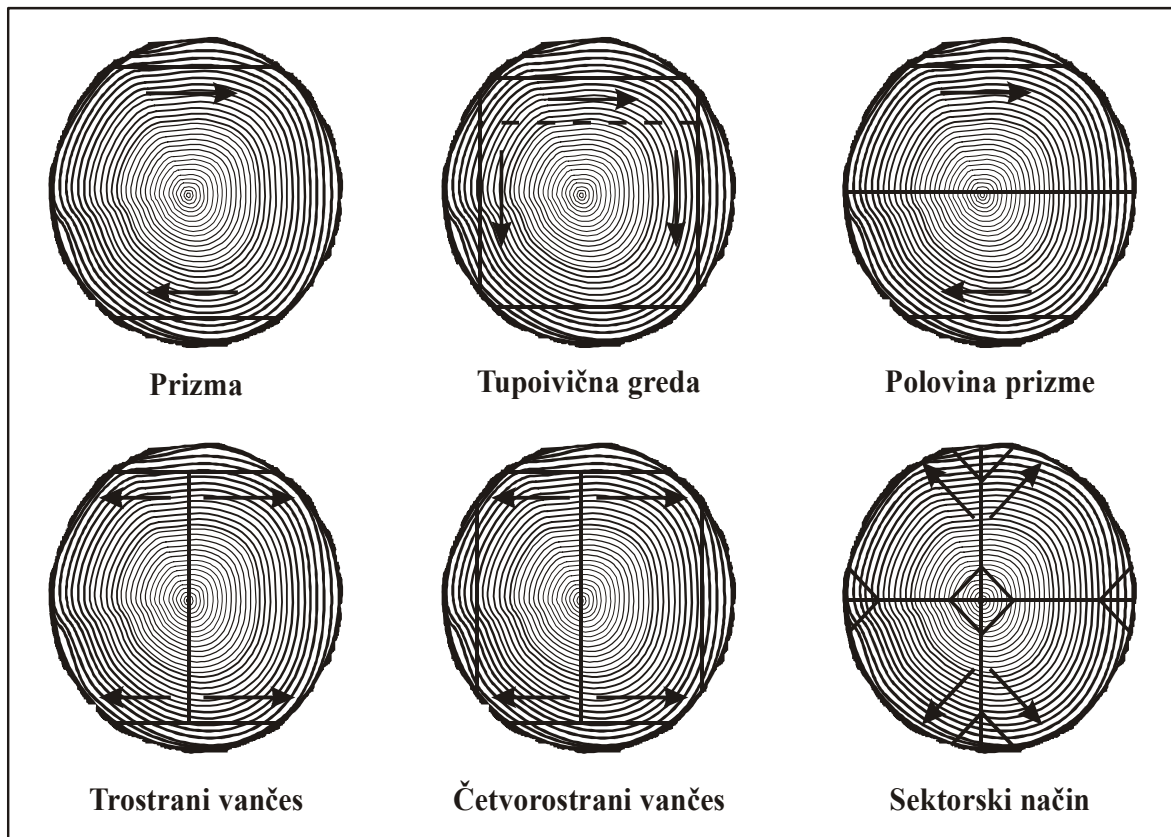 Prizma
Tupoivična greda
Polovina prizme
Trostrani vančes
Četvorostrani vančes
Sektorski način